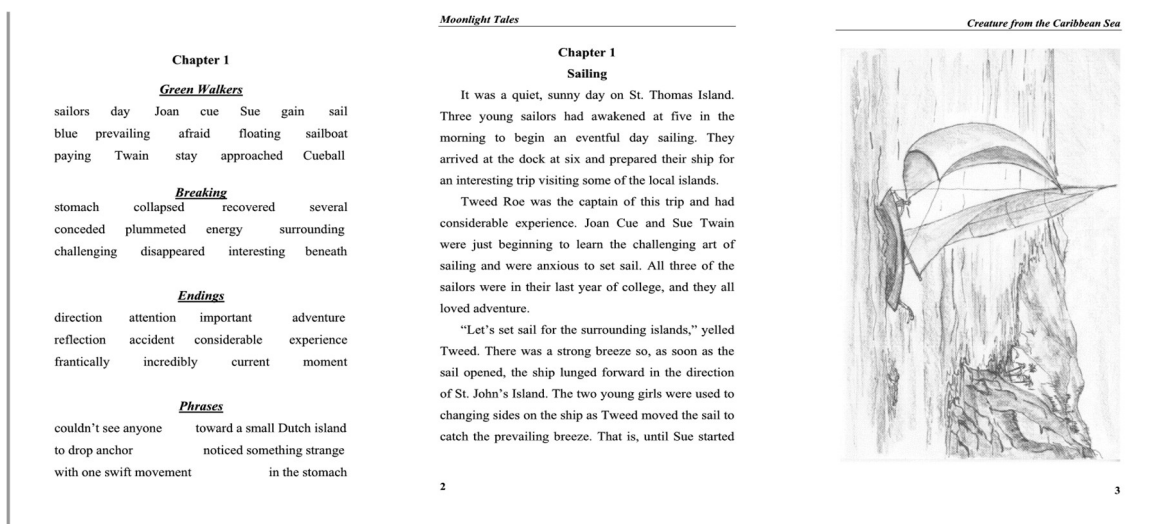 Chapter 1
Green Walkers
sailors day Joan cue Sue gain sail
blue prevailing afraid floating sailboat
paying Twain stay approached Cueball
Breaking
stomach collapsed recovered several
conceded plummeted energy surrounding
challenging disappeared interesting beneath
Endings
direction attention important adventure
reflection accident considerable experience
frantically incredibly current moment
Phrases
couldn’t see anyone toward a small Dutch island
to drop anchor noticed something strange
with one swift movement in the stomach
Moonlight Tales
Chapter 1
Sailing
It was a quiet, sunny day on St. Thomas Island.
Three young sailors had awakened at five in the
morning to begin an eventful day sailing. They
arrived at the dock at six and prepared their ship for
an interesting trip visiting some of the local islands.
Tweed Roe was the captain of this trip and had
considerable experience. Joan Cue and Sue Twain
were just beginning to learn the challenging art of
sailing and were anxious to set sail. All three of the
sailors were in their last year of college, and they all
loved adventure.
“Let’s set sail for the surrounding islands,” yelled
Tweed. There was a strong breeze so, as soon as the
sail opened, the ship lunged forward in the direction
of St. John’s Island. The two young girls were used to
changing sides on the ship as Tweed moved the sail to
catch the prevailing breeze. That is, until Sue started
2
Creature from the Caribbean Sea
3